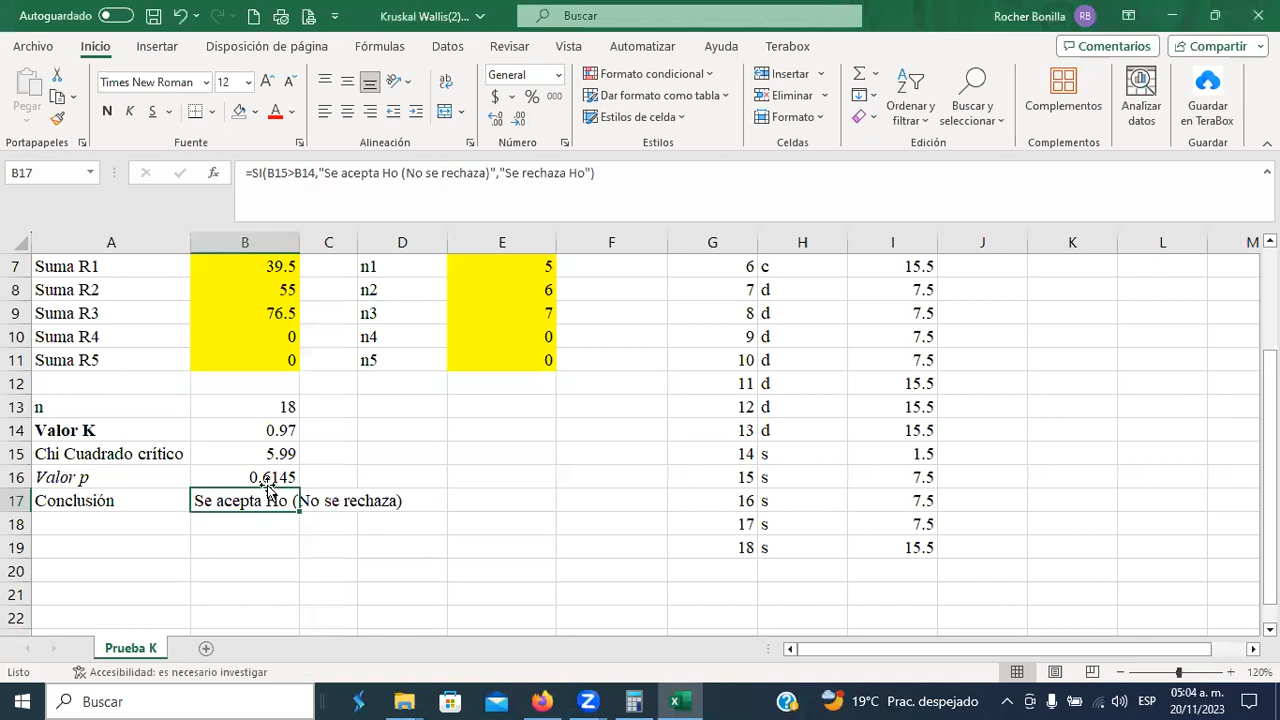 Autoguardado
Kruskal Wallis(2)...
Buscar
Rocher Bonilla
RB
Archivo
Inicio
Insertar
Disposición de página
Fórmulas
Datos
Revisar
Vista
Automatizar
Ayuda
Terabox
Comentarios
Compartir
Pegar
Times New Roman
12
N K S
General
Formato condicional
Dar formato como tabla
Estilos de celda
Insertar
Eliminar
Formato
Ordenar y filtrar
Buscar y seleccionar
Complementos
Analizar datos
Guardar en TeraBox
Portapapeles
Fuente
Alineación
Número
Estilos
Celdas
Edición
Complementos
Guardar
B17
fx
=SI(B15>B14,"Se acepta Ho (No se rechaza)","Se rechaza Ho")
A B C D E F G H I J K L M
7 Suma R1 39.5 n1 5 6 c 15.5
8 Suma R2 55 n2 6 7 d 7.5
9 Suma R3 76.5 n3 7 8 d 7.5
10 Suma R4 0 n4 0 9 d 7.5
11 Suma R5 0 n5 0 10 d 7.5
12 11 d 15.5
13 n 18 12 d 15.5
14 Valor K 0.97 13 d 15.5
15 Chi Cuadrado crítico 5.99 14 s 1.5
16 Valor p 0.6145 15 s 7.5
17 Conclusión Se acepta Ho (No se rechaza) 16 s 7.5
18 17 s 7.5
19 18 s 15.5
20
21
22
Prueba K
Listo
Accesibilidad: es necesario investigar
120%
Buscar
19°C Prac. despejado
ESP
05:04 a. m.
20/11/2023